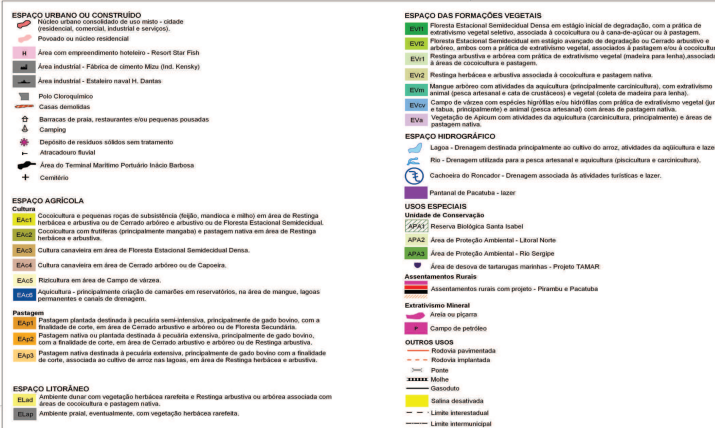 ESPAÇO URBANO OU CONSTRUÍDO
Núcleo urbano consolidado de uso misto - cidade
(residencial, comercial, industrial e serviços).
Povoado ou núcleo residencial
H Área com empreendimento hoteleiro - Resort Star Fish
Área industrial - Fábrica de cimento Mizu (Ind. Kensky)
Área industrial - Estaleiro naval H. Dantas
Polo Cloroquímico
Casas demolidas
Barracas de praia, restaurantes e/ou pequenas pousadas
Camping
Depósito de resíduos sólidos sem tratamento
Atracadouro fluvial
Área do Terminal Marítimo Portuário Inácio Barbosa
Cemitério
ESPAÇO AGRÍCOLA
Cultura
EAc1 Cocoicultura e pequenas roças de subsistência (feijão, mandioca e milho) em área de Restinga
herbácea e arbustiva ou de Cerrado arbóreo e arbustivo ou de Floresta Estacional Semidecidual.
EAc2 Cocoicultura com frutíferas (principalmente mangaba) e pastagem nativa em área de Restinga
herbácea e arbustiva.
EAc3 Cultura canavieira em área de Floresta Estacional Semidecidual Densa.
EAc4 Cultura canavieira em área de Cerrado arbóreo ou de Capoeira.
EAc5 Rizicultura em área de Campo de várzea.
EAc6 Aquicultura - principalmente criação de camarões em reservatórios, na área de mangue, lagoas
permanentes e canais de drenagem.
Pastagem
EAp1 Pastagem plantada destinada à pecuária semi-intensiva, principalmente de gado bovino, com a
finalidade de corte, em área de Cerrado arbustivo e arbóreo ou de Floresta Secundária.
EAp2 Pastagem nativa ou plantada destinada à pecuária extensiva, principalmente de gado bovino,
com a finalidade de corte, em área de Cerrado arbustivo e arbóreo ou de Restinga arbustiva.
EAp3 Pastagem nativa destinada à pecuária extensiva, principalmente de gado bovino com a finalidade
de corte, associada ao cultivo de arroz nas lagoas, em área de Restinga herbácea e arbustiva.
ESPAÇO LITORÂNEO
ELad Ambiente dunar com vegetação herbácea rarefeita e Restinga arbustiva ou arbórea associada com
áreas de cocoicultura e pastagem nativa.
ELap Ambiente praial, eventualmente, com vegetação herbácea rarefeita.
ESPAÇO DAS FORMAÇÕES VEGETAIS
EVf1 Floresta Estacional Semidecidual Densa em estágio inicial de degradação, com a prática de
extrativismo vegetal seletivo, associada à cocoicultura ou à cana-de-açúcar ou à pastagem.
EVf2 Floresta Estacional Semidecidual em estágio avançado de degradação ou Cerrado arbustivo e
arbóreo, ambos com a prática de extrativismo vegetal, associados à pastagem e/ou à cocoicultura
EVr1 Restinga arbustiva e arbórea com prática de extrativismo vegetal (madeira para lenha),associada
à áreas de cocoicultura e pastagem.
EVr2 Restinga herbácea e arbustiva associada à cocoicultura e pastagem nativa.
EVm Mangue arbóreo com atividades da aquicultura (principalmente carcinicultura), com extrativismo
animal (pesca artesanal e cata de crustáceos) e vegetal (coleta de madeira para lenha).
EVcv Campo de várzea com espécies higrófilas e/ou hidrófilas com prática de extrativismo vegetal (jun
e tabua, principalmente) e animal (pesca artesanal) com áreas de pastagem nativa.
EVa Vegetação de Apicum com atividades da aquicultura (carcinicultura, principalmente) e áreas de
pastagem nativa.
ESPAÇO HIDROGRÁFICO
Lagoa - Drenagem destinada principalmente ao cultivo do arroz, atividades da aqüicultura e lazer
Rio - Drenagem utilizada para a pesca artesanal e aquicultura (piscicultura e carcinicultura).
Cachoeira do Roncador - Drenagem associada às atividades turísticas e lazer.
Pantanal de Pacatuba - lazer
USOS ESPECIAIS
Unidade de Conservação
APA1 Reserva Biológica Santa Isabel
APA2 Área de Proteção Ambiental - Litoral Norte
APA3 Área de Proteção Ambiental - Rio Sergipe
Área de desova de tartarugas marinhas - Projeto TAMAR
Assentamentos Rurais
Assentamentos rurais com projeto - Pirambu e Pacatuba
Extrativismo Mineral
Areia ou piçarra
P Campo de petróleo
OUTROS USOS
Rodovia pavimentada
Rodovia implantada
Ponte
Molhe
Gasoduto
Salina desativada
Limite interestadual
Limite intermunicipal